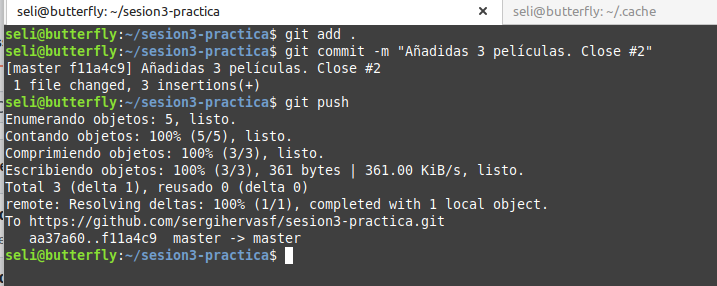 seli@butterfly: ~/sesion3-practica
seli@butterfly: ~/.cache
seli@butterfly:~/sesion3-practica$ git add .
seli@butterfly:~/sesion3-practica$ git commit -m "Añadidas 3 películas. Close #2"
[master f11a4c9] Añadidas 3 películas. Close #2
 1 file changed, 3 insertions(+)
seli@butterfly:~/sesion3-practica$ git push
Enumerando objetos: 5, listo.
Contando objetos: 100% (5/5), listo.
Comprimiendo objetos: 100% (3/3), listo.
Escribiendo objetos: 100% (3/3), 361 bytes | 361.00 KiB/s, listo.
Total 3 (delta 1), reusado 0 (delta 0)
remote: Resolving deltas: 100% (1/1), completed with 1 local object.
To https://github.com/sergihervasf/sesion3-practica.git
   aa37a60..f11a4c9  master -> master
seli@butterfly:~/sesion3-practica$